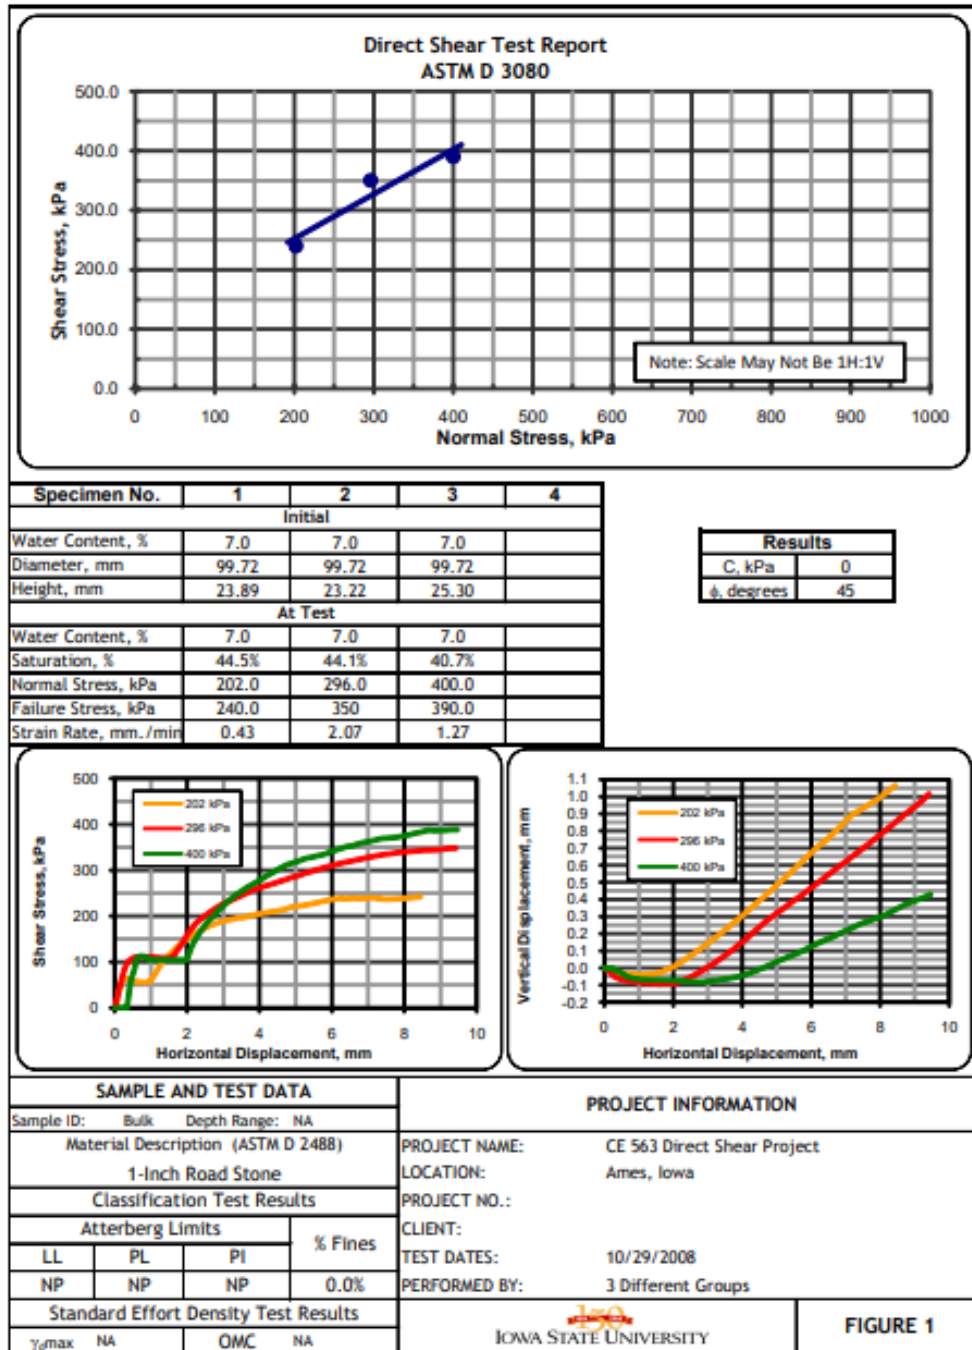 Direct Shear Test Report
ASTM D 3080
500.0
400.0
300.0
200.0
100.0
0.0
Shear Stress, kPa
Note: Scale May Not Be 1H:1V
0 100 200 300 400 500 600 700 800 900 1000
Normal Stress, kPa
Specimen No. 1 2 3 4
Initial
Water Content, % 7.0 7.0 7.0
Diameter, mm 99.72 99.72 99.72
Height, mm 23.89 23.22 25.30
At Test
Water Content, % 7.0 7.0 7.0
Saturation, % 44.5% 44.1% 40.7%
Normal Stress, kPa 202.0 296.0 400.0
Failure Stress, kPa 240.0 350 390.0
Strain Rate, mm./min 0.43 2.07 1.27
Results
C, kPa 0
ϕ, degrees 45
500
400
300
200
100
0
Shear Stress, kPa
202 kPa
296 kPa
400 kPa
0 2 4 6 8 10
Horizontal Displacement, mm
1.1
1.0
0.9
0.8
0.7
0.6
0.5
0.4
0.3
0.2
0.1
0.0
-0.1
-0.2
Vertical Displacement, mm
202 kPa
296 kPa
400 kPa
0 2 4 6 8 10
Horizontal Displacement, mm
SAMPLE AND TEST DATA
Sample ID: Bulk Depth Range: NA
Material Description (ASTM D 2488)
1-Inch Road Stone
Classification Test Results
Atterberg Limits % Fines
LL PL PI
NP NP NP 0.0%
Standard Effort Density Test Results
γdmax NA OMC NA
PROJECT INFORMATION
PROJECT NAME: CE 563 Direct Shear Project
LOCATION: Ames, Iowa
PROJECT NO.:
CLIENT:
TEST DATES: 10/29/2008
PERFORMED BY: 3 Different Groups
150
IOWA STATE UNIVERSITY
FIGURE 1